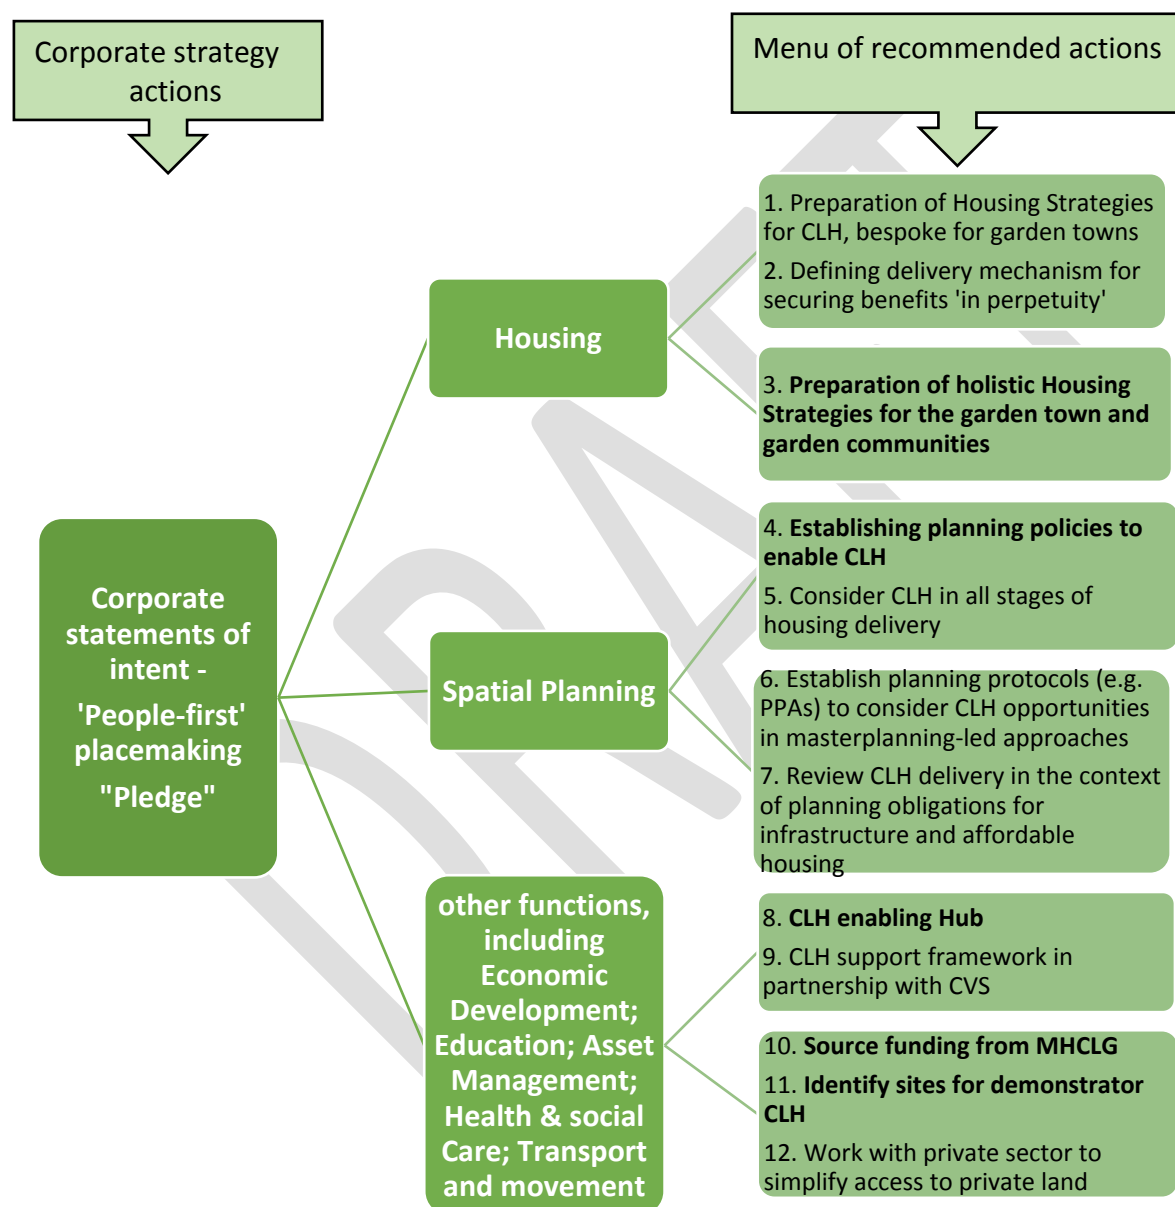 Corporate strategy
actions
Menu of recommended actions
Corporate
statements of
intent -
'People-first'
placemaking
"Pledge"
Housing
1. Preparation of Housing Strategies
for CLH, bespoke for garden towns
2. Defining delivery mechanism for
securing benefits 'in perpetuity'
3. Preparation of holistic Housing
Strategies for the garden town and
garden communities
Spatial Planning
4. Establishing planning policies to
enable CLH
5. Consider CLH in all stages of
housing delivery
6. Establish planning protocols (e.g.
PPAs) to consider CLH opportunities
in masterplanning-led approaches
7. Review CLH delivery in the context
of planning obligations for
infrastructure and affordable
housing
other functions,
including
Economic
Development;
Education; Asset
Management;
Health & social
Care; Transport
and movement
8. CLH enabling Hub
9. CLH support framework in
partnership with CVS
10. Source funding from MHCLG
11. Identify sites for demonstrator
CLH
12. Work with private sector to
simplify access to private land
DRAFT